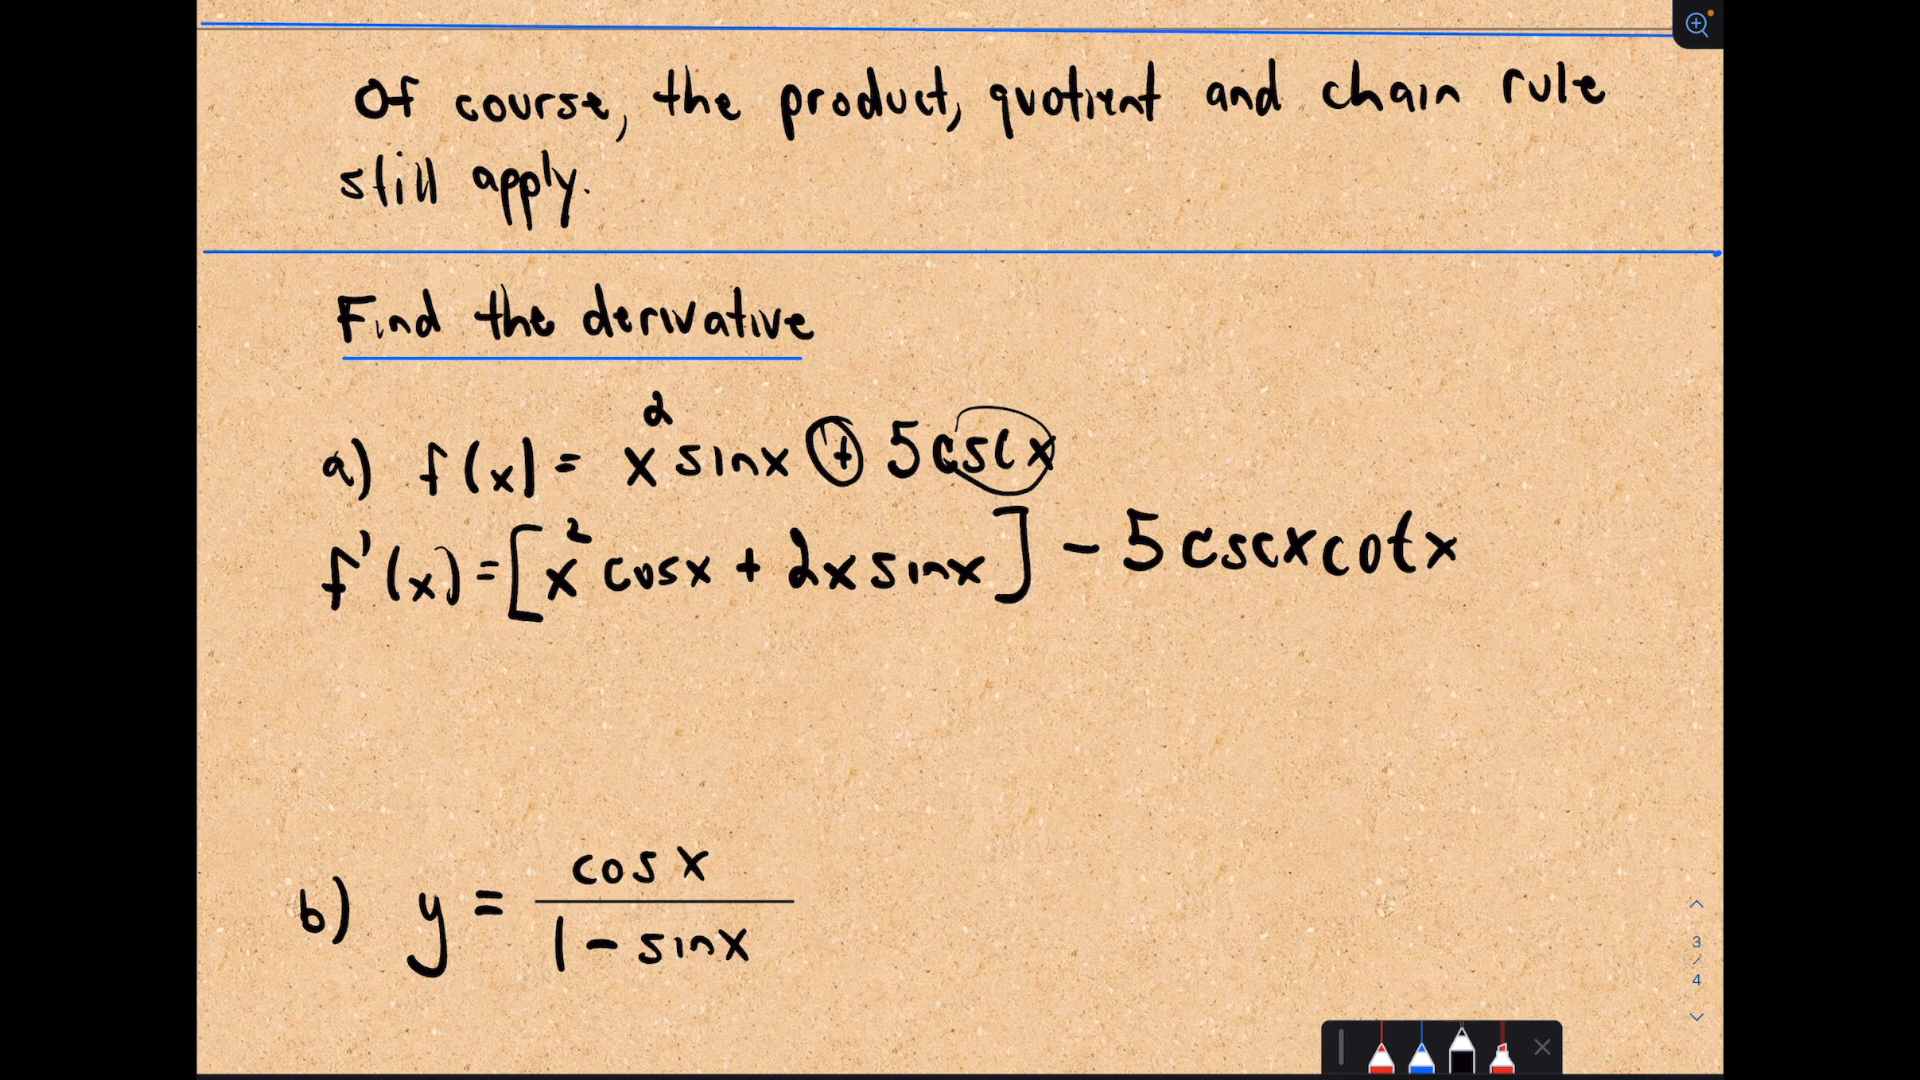 Of course, the product, quotient and chain rule
still apply.
Find the derivative
a) f(x) = x² sinx + 5cscx
f'(x) = [x² cosx + 2x sinx] - 5cscxcotx
b) y = cos x / 1 - sinx
3 / 4